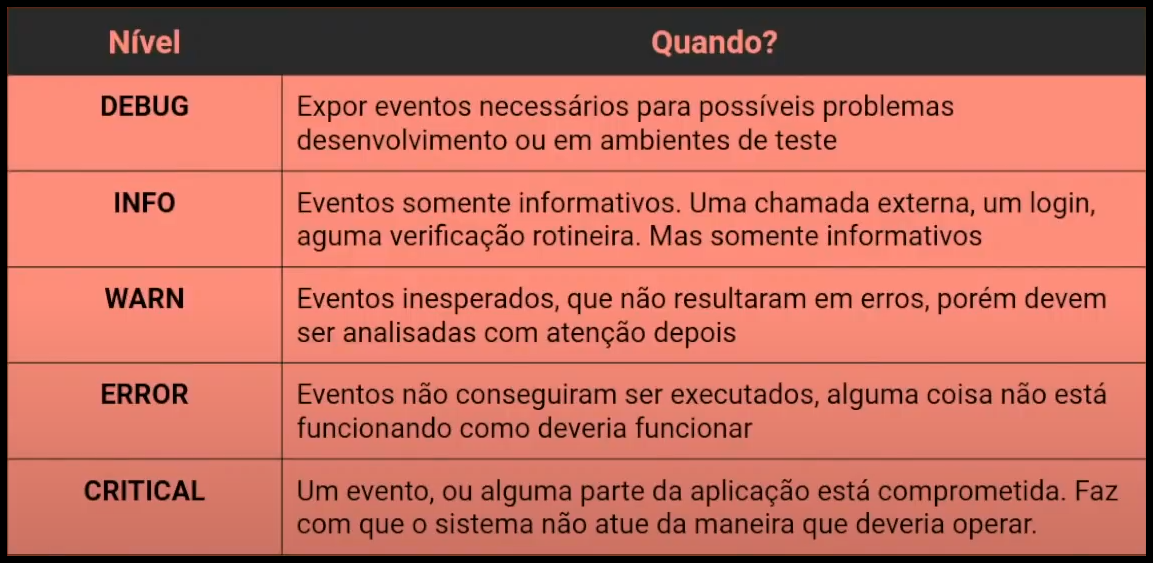 Nível
Quando?
DEBUG
Expor eventos necessários para possíveis problemas
desenvolvimento ou em ambientes de teste
INFO
Eventos somente informativos. Uma chamada externa, um login,
aguma verificação rotineira. Mas somente informativos
WARN
Eventos inesperados, que não resultaram em erros, porém devem
ser analisadas com atenção depois
ERROR
Eventos não conseguiram ser executados, alguma coisa não está
funcionando como deveria funcionar
CRITICAL
Um evento, ou alguma parte da aplicação está comprometida. Faz
com que o sistema não atue da maneira que deveria operar.